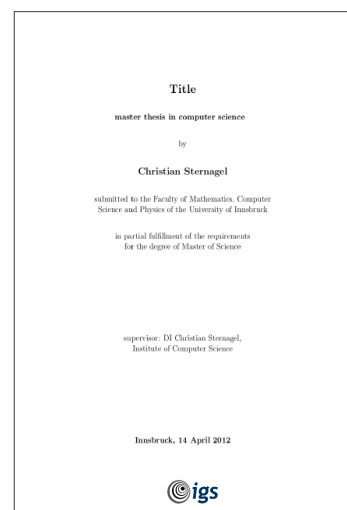 Title
master thesis in computer science
by
Christian Sternagel
submitted to the Faculty of Mathematics, Computer
Science and Physics of the University of Innsbruck
in partial fulfillment of the requirements
for the degree of Master of Science
supervisor: DI Christian Sternagel,
Institute of Computer Science
Innsbruck, 14 April 2012
igs